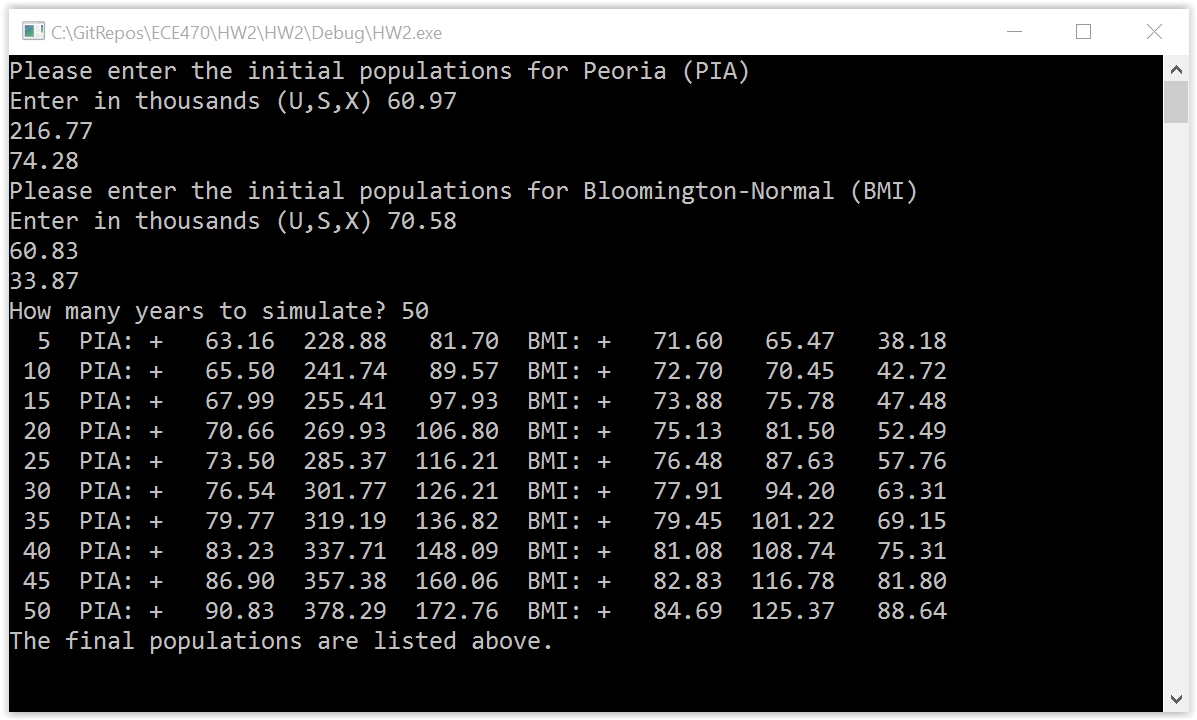 C:\GitRepos\ECE470\HW2\HW2\Debug\HW2.exe
Please enter the initial populations for Peoria (PIA)
Enter in thousands (U,S,X) 60.97
216.77
74.28
Please enter the initial populations for Bloomington-Normal (BMI)
Enter in thousands (U,S,X) 70.58
60.83
33.87
How many years to simulate? 50
  5  PIA: +   63.16  228.88   81.70  BMI: +   71.60   65.47   38.18
 10  PIA: +   65.50  241.74   89.57  BMI: +   72.70   70.45   42.72
 15  PIA: +   67.99  255.41   97.93  BMI: +   73.88   75.78   47.48
 20  PIA: +   70.66  269.93  106.80  BMI: +   75.13   81.50   52.49
 25  PIA: +   73.50  285.37  116.21  BMI: +   76.48   87.63   57.76
 30  PIA: +   76.54  301.77  126.21  BMI: +   77.91   94.20   63.31
 35  PIA: +   79.77  319.19  136.82  BMI: +   79.45  101.22   69.15
 40  PIA: +   83.23  337.71  148.09  BMI: +   81.08  108.74   75.31
 45  PIA: +   86.90  357.38  160.06  BMI: +   82.83  116.78   81.80
 50  PIA: +   90.83  378.29  172.76  BMI: +   84.69  125.37   88.64
The final populations are listed above.